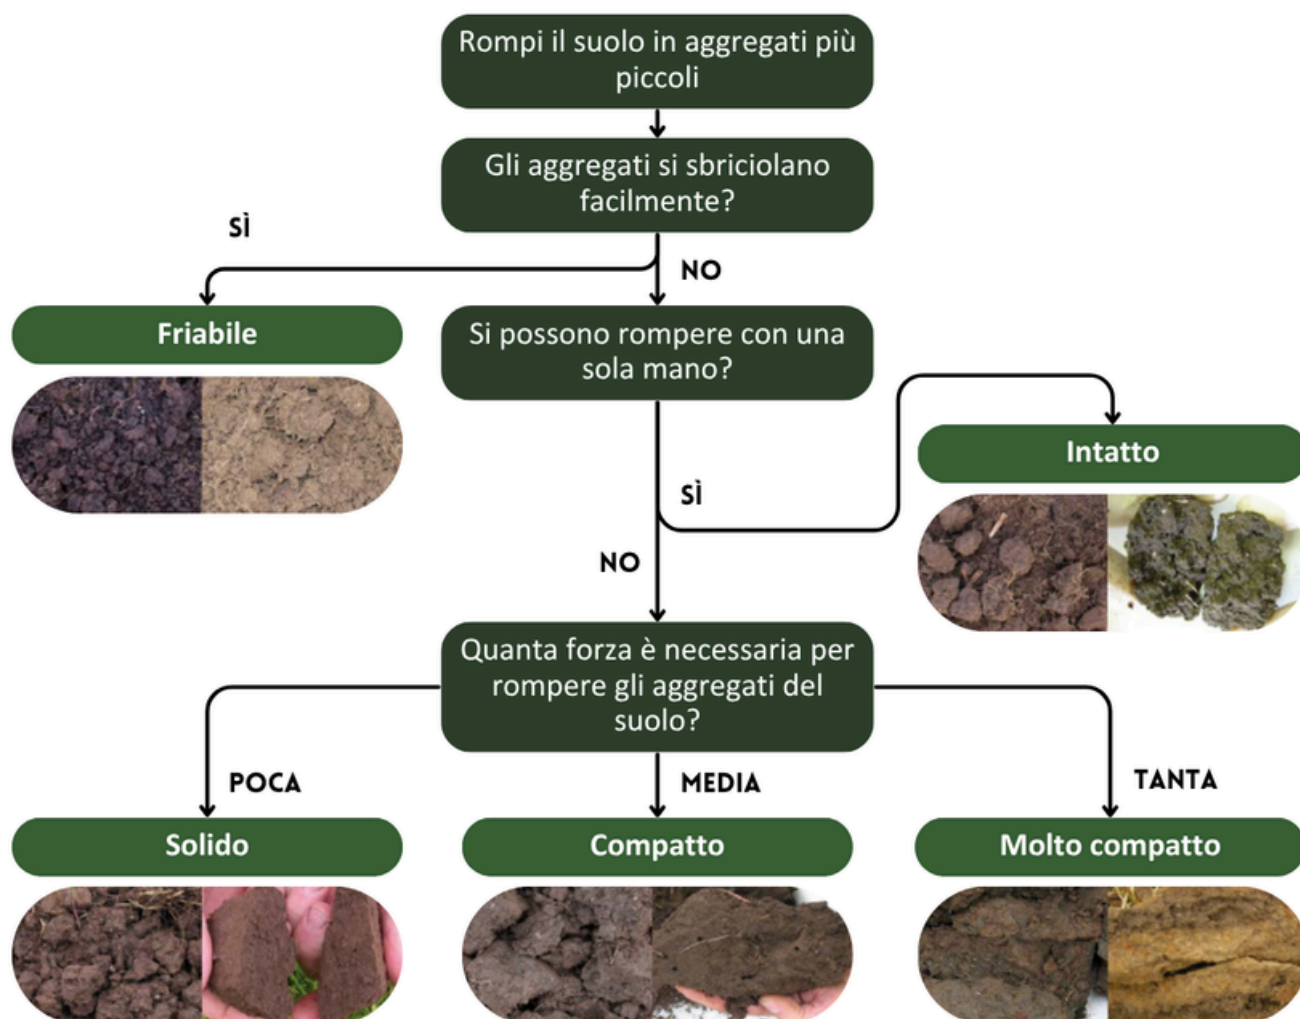 Rompi il suolo in aggregati più
piccoli
Gli aggregati si sbriciolano
facilmente?
SÌ
NO
Friabile
Si possono rompere con una
sola mano?
Intatto
SÌ
NO
Quanta forza è necessaria per
rompere gli aggregati del
suolo?
POCA
MEDIA
TANTA
Solido
Compatto
Molto compatto